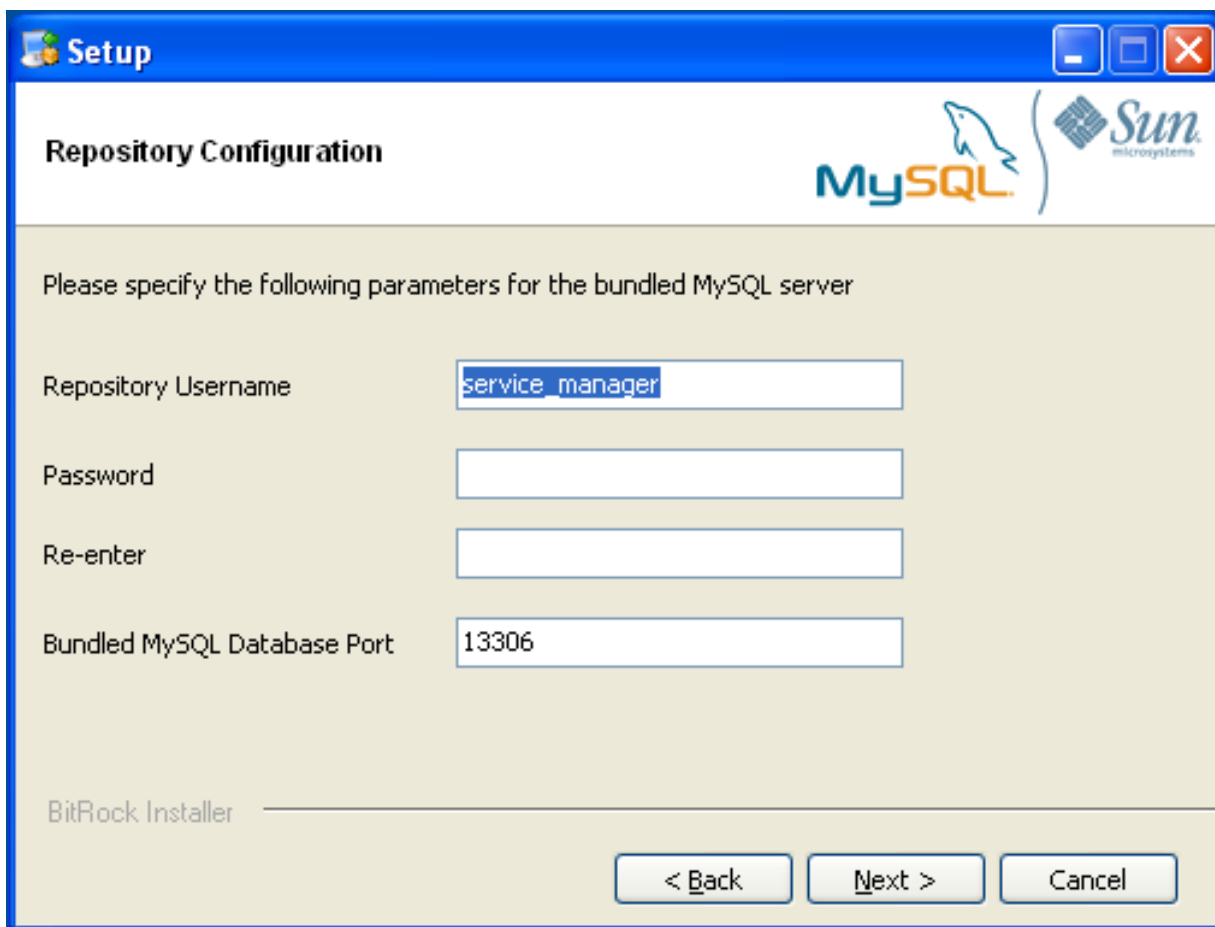 Setup
Repository Configuration
MySQL.
Sun
microsystems
Please specify the following parameters for the bundled MySQL server
Repository Username
service_manager
Password
Re-enter
Bundled MySQL Database Port
13306
BitRock Installer
< Back
Next >
Cancel